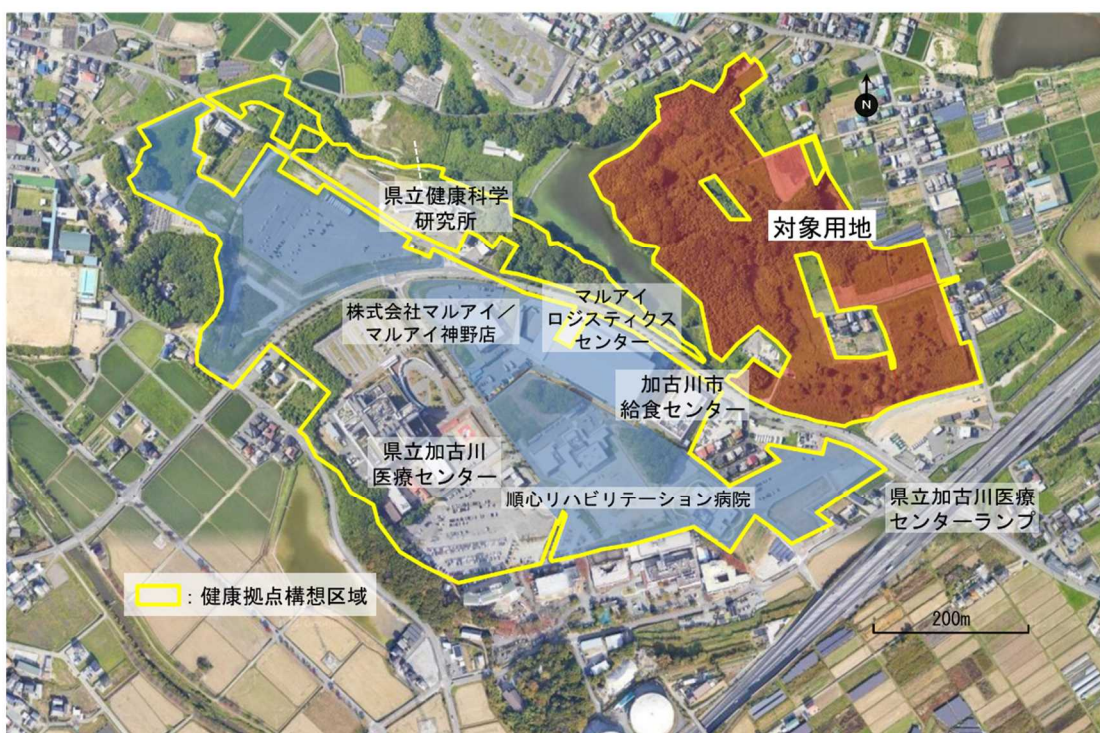 N
対象用地
県立健康科学
研究所
マルアイ
ロジスティクス
センター
株式会社マルアイ／
マルアイ神野店
加古川市
給食センター
県立加古川
医療センター
順心リハビリテーション病院
県立加古川医療
センターランプ
：健康拠点構想区域
200m